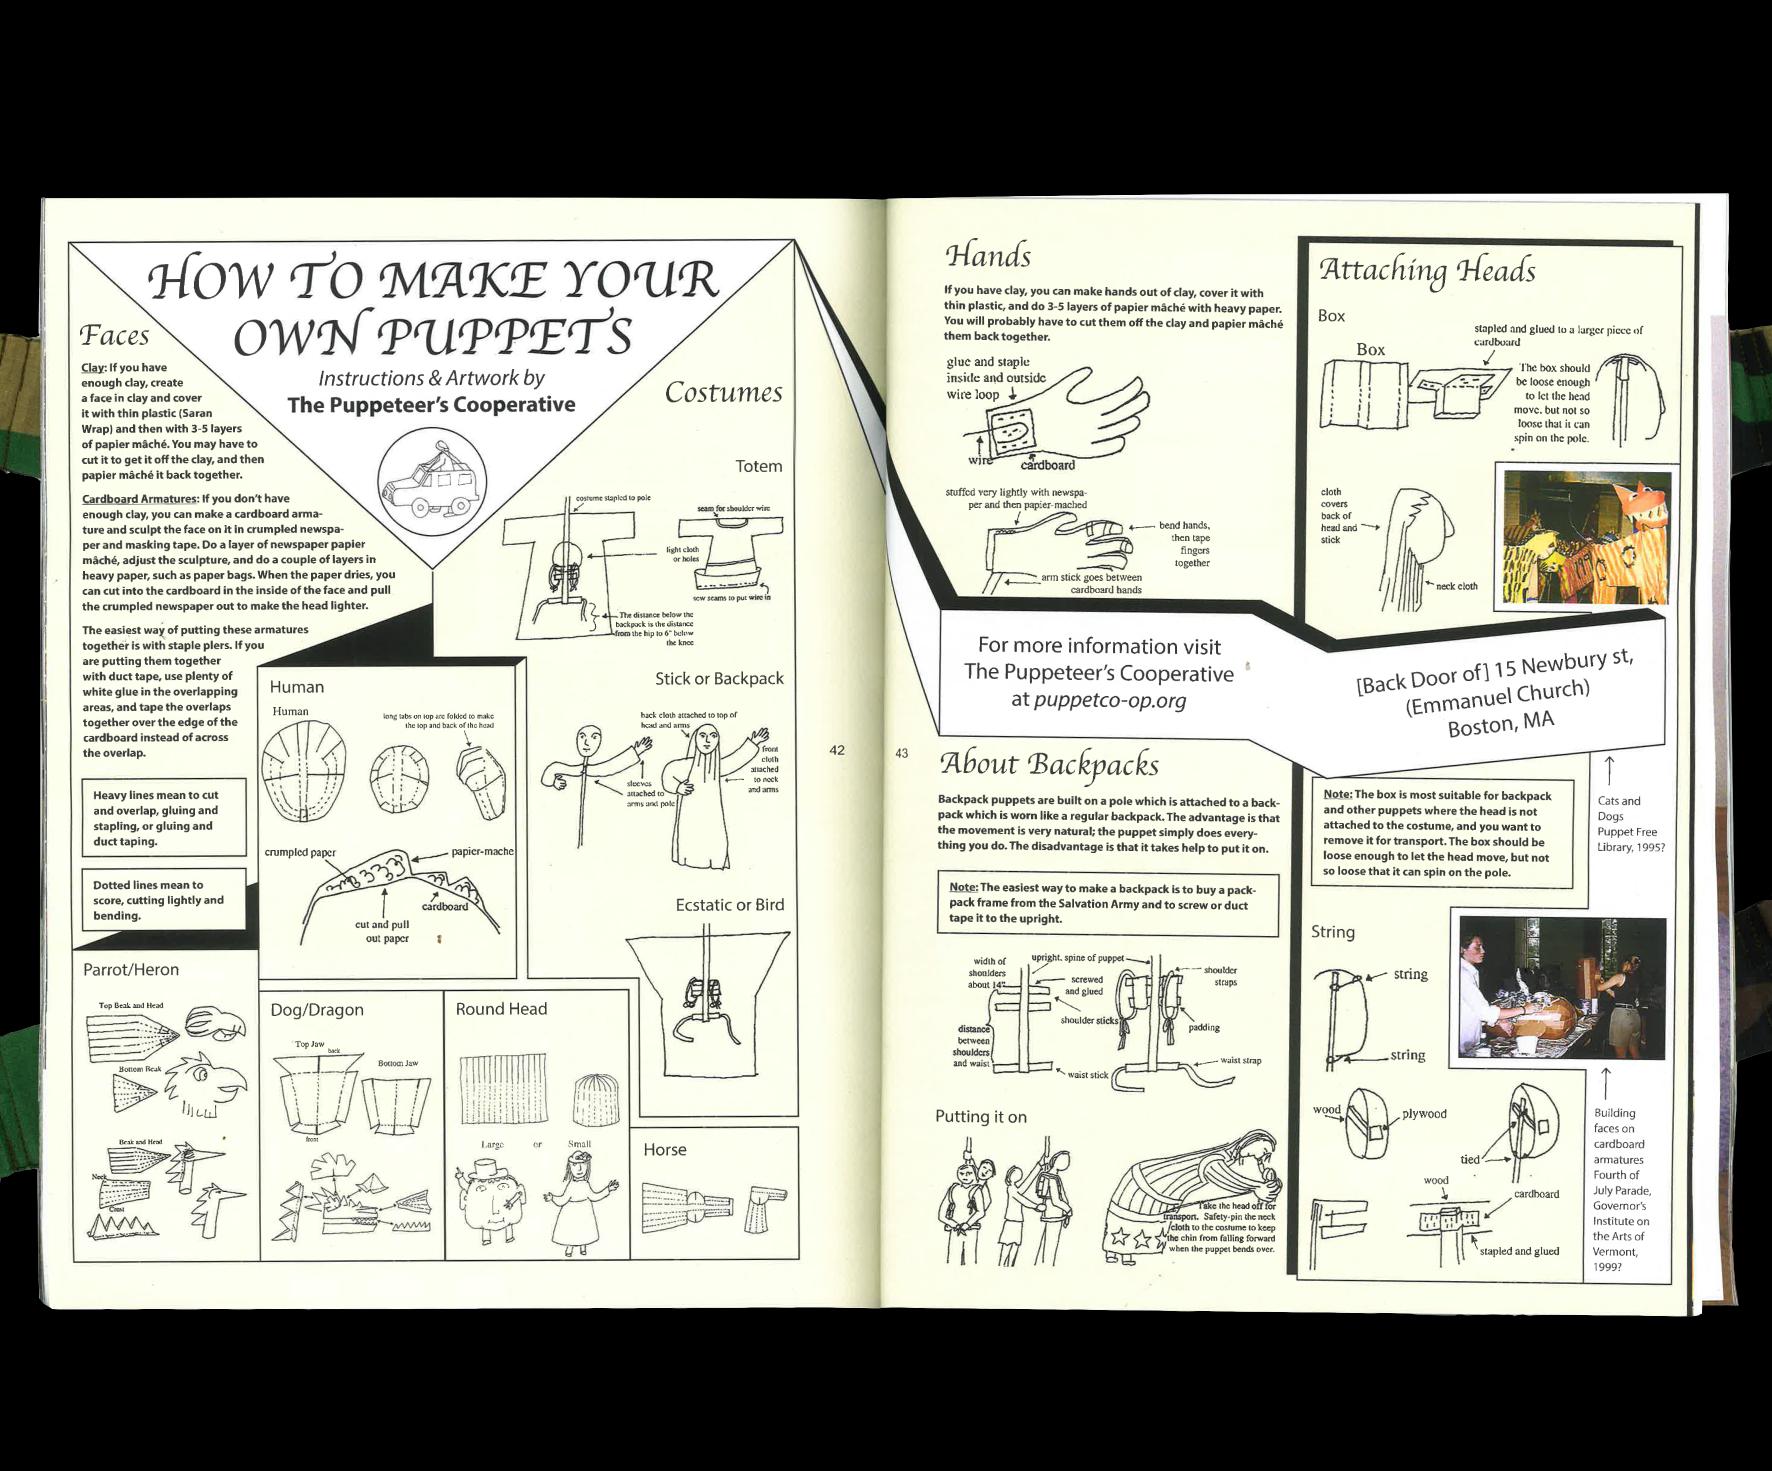 HOW TO MAKE YOUR
OWN PUPPETS
Instructions & Artwork by
The Puppeteer's Cooperative
Faces
Clay: If you have
enough clay, create
a face in clay and cover
it with thin plastic (Saran
Wrap) and then with 3-5 layers
of papier mâché. You may have to
cut it to get it off the clay, and then
papier mâché it back together.
Cardboard Armatures: If you don't have
enough clay, you can make a cardboard arma-
ture and sculpt the face on it in crumpled newspa-
per and masking tape. Do a layer of newspaper papier
mâché, adjust the sculpture, and do a couple of layers in
heavy paper, such as paper bags. When the paper dries, you
can cut into the cardboard in the inside of the face and pull
the crumpled newspaper out to make the head lighter.
The easiest way of putting these armatures
together is with staple plers. If you
are putting them together
with duct tape, use plenty of
white glue in the overlapping
areas, and tape the overlaps
together over the edge of the
cardboard instead of across
the overlap.
Heavy lines mean to cut
and overlap, gluing and
stapling, or gluing and
duct taping.
Dotted lines mean to
score, cutting lightly and
bending.
Human
Human
long tabs on top are folded to make
the top and back of the head
crumpled paper
papier-mache
cardboard
cut and pull
out paper
Parrot/Heron
Top Beak and Head
Bottom Beak
Beak and Head
Neck
Crest
Dog/Dragon
Top Jaw
back
Bottom Jaw
front
Round Head
Large or Small
Horse
Costumes
Totem
costume stapled to pole
seam for shoulder wire
light cloth
or holes
sew seams to put wire in
The distance below the
backpack is the distance
from the hip to 6" below
the knee
Stick or Backpack
back cloth attached to top of
head and arms
front
cloth
attached
to neck
and arms
sleeves
attached to
arms and pole
Ecstatic or Bird
42
43
Hands
If you have clay, you can make hands out of clay, cover it with
thin plastic, and do 3-5 layers of papier mâché with heavy paper.
You will probably have to cut them off the clay and papier mâché
them back together.
glue and staple
inside and outside
wire loop
wire
cardboard
stuffed very lightly with newspa-
per and then papier-mached
bend hands,
then tape
fingers
together
arm stick goes between
cardboard hands
For more information visit
The Puppeteer's Cooperative
at puppetco-op.org
[Back Door of] 15 Newbury st,
(Emmanuel Church)
Boston, MA
About Backpacks
Backpack puppets are built on a pole which is attached to a back-
pack which is worn like a regular backpack. The advantage is that
the movement is very natural; the puppet simply does every-
thing you do. The disadvantage is that it takes help to put it on.
Note: The easiest way to make a backpack is to buy a pack-
pack frame from the Salvation Army and to screw or duct
tape it to the upright.
width of
shoulders
about 14"
upright, spine of puppet
screwed
and glued
shoulder
straps
shoulder sticks
padding
distance
between
shoulders
and waist
waist stick
waist strap
Putting it on
Take the head off for
transport. Safety-pin the neck
cloth to the costume to keep
the chin from falling forward
when the puppet bends over.
Attaching Heads
Box
Box
stapled and glued to a larger piece of
cardboard
The box should
be loose enough
to let the head
move, but not so
loose that it can
spin on the pole.
cloth
covers
back of
head and
stick
neck cloth
Note: The box is most suitable for backpack
and other puppets where the head is not
attached to the costume, and you want to
remove it for transport. The box should be
loose enough to let the head move, but not
so loose that it can spin on the pole.
Cats and
Dogs
Puppet Free
Library, 1995?
String
string
string
wood
plywood
tied
wood
cardboard
stapled and glued
Building
faces on
cardboard
armatures
Fourth of
July Parade,
Governor's
Institute on
the Arts of
Vermont,
1999?